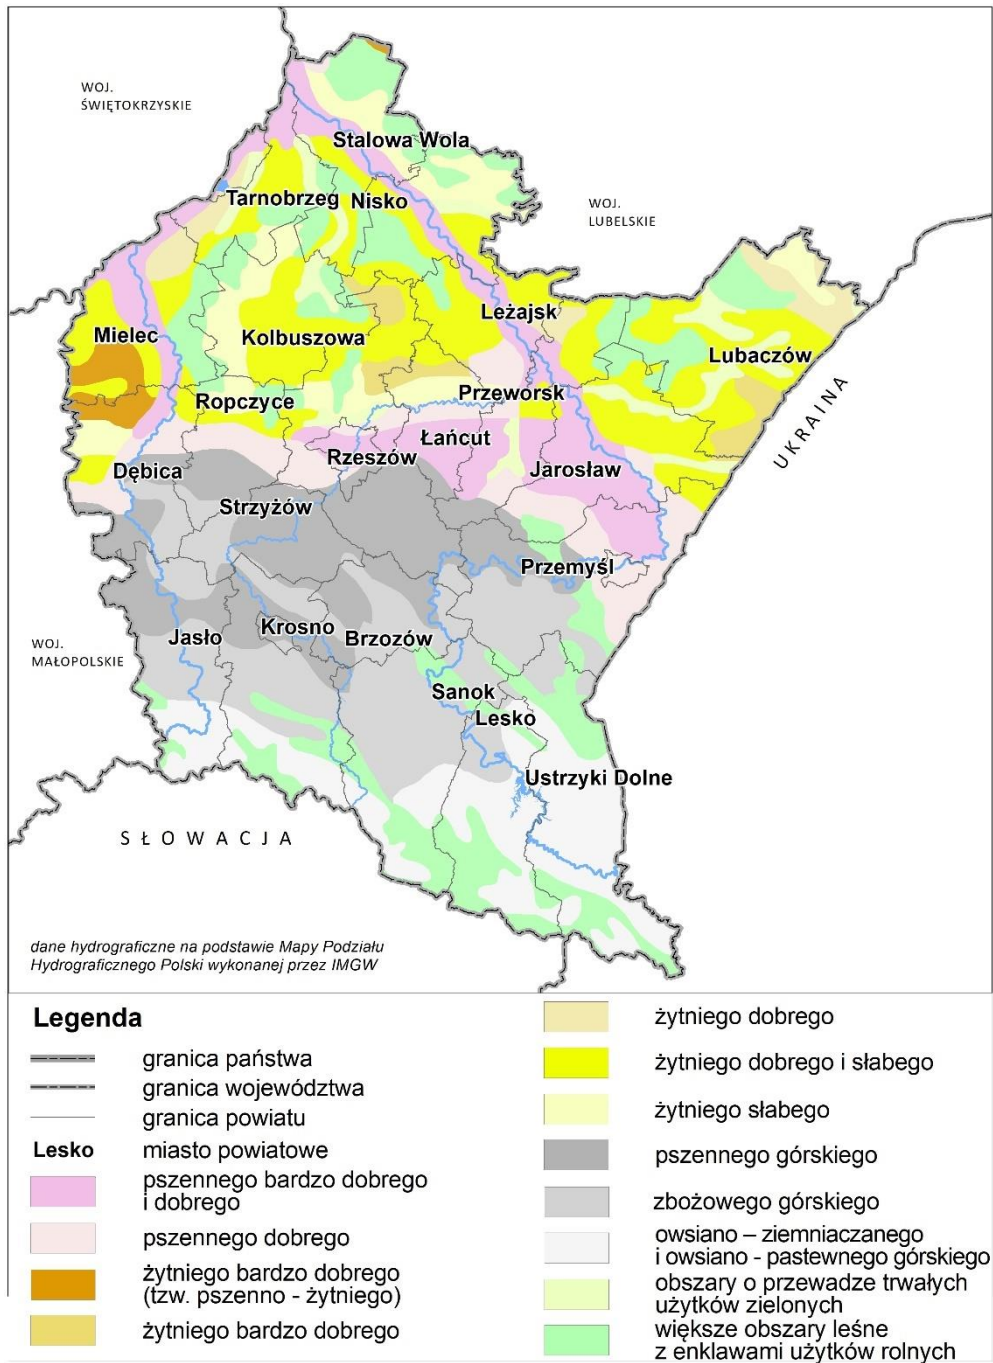 WOJ.
ŚWIĘTOKRZYSKIE
Stalowa Wola
Tarnobrzeg
Nisko
WOJ.
LUBELSKIE
Leżajsk
Mielec
Kolbuszowa
Lubaczów
Przeworsk
Ropczyce
UKRAINA
Łańcut
Rzeszów
Dębica
Jarosław
Strzyżów
Przemyśl
Krosno
Jasło
Brzozów
WOJ.
MAŁOPOLSKIE
Sanok
Lesko
Ustrzyki Dolne
SŁOWACJA
dane hydrograficzne na podstawie Mapy Podziału
Hydrograficznego Polski wykonanej przez IMGW
Legenda
granica państwa
granica województwa
granica powiatu
Lesko miasto powiatowe
pszennego bardzo dobrego
i dobrego
pszennego dobrego
żytniego bardzo dobrego
(tzw. pszenno - żytniego)
żytniego bardzo dobrego
żytniego dobrego
żytniego dobrego i słabego
żytniego słabego
pszennego górskiego
zbożowego górskiego
owsiano – ziemniaczanego
i owsiano - pastewnego górskiego
obszary o przewadze trwałych
użytków zielonych
większe obszary leśne
z enklawami użytków rolnych